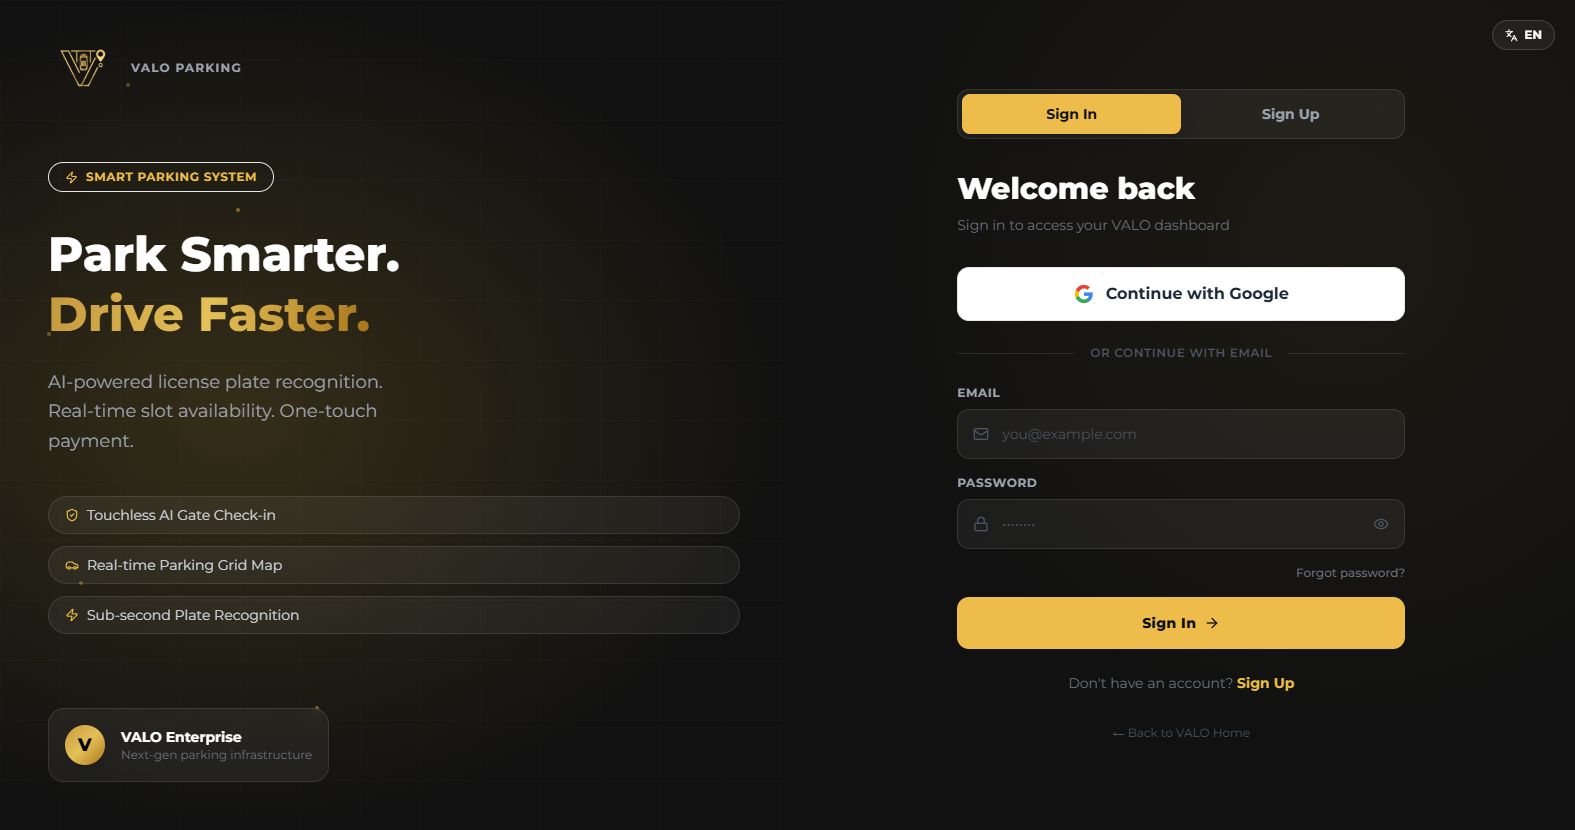 VALO PARKING
SMART PARKING SYSTEM
Park Smarter.
Drive Faster.
AI-powered license plate recognition.
Real-time slot availability. One-touch
payment.
Touchless AI Gate Check-in
Real-time Parking Grid Map
Sub-second Plate Recognition
V
VALO Enterprise
Next-gen parking infrastructure
EN
Sign In
Sign Up
Welcome back
Sign in to access your VALO dashboard
Continue with Google
OR CONTINUE WITH EMAIL
EMAIL
you@example.com
PASSWORD
••••••••
Forgot password?
Sign In →
Don't have an account? Sign Up
← Back to VALO Home